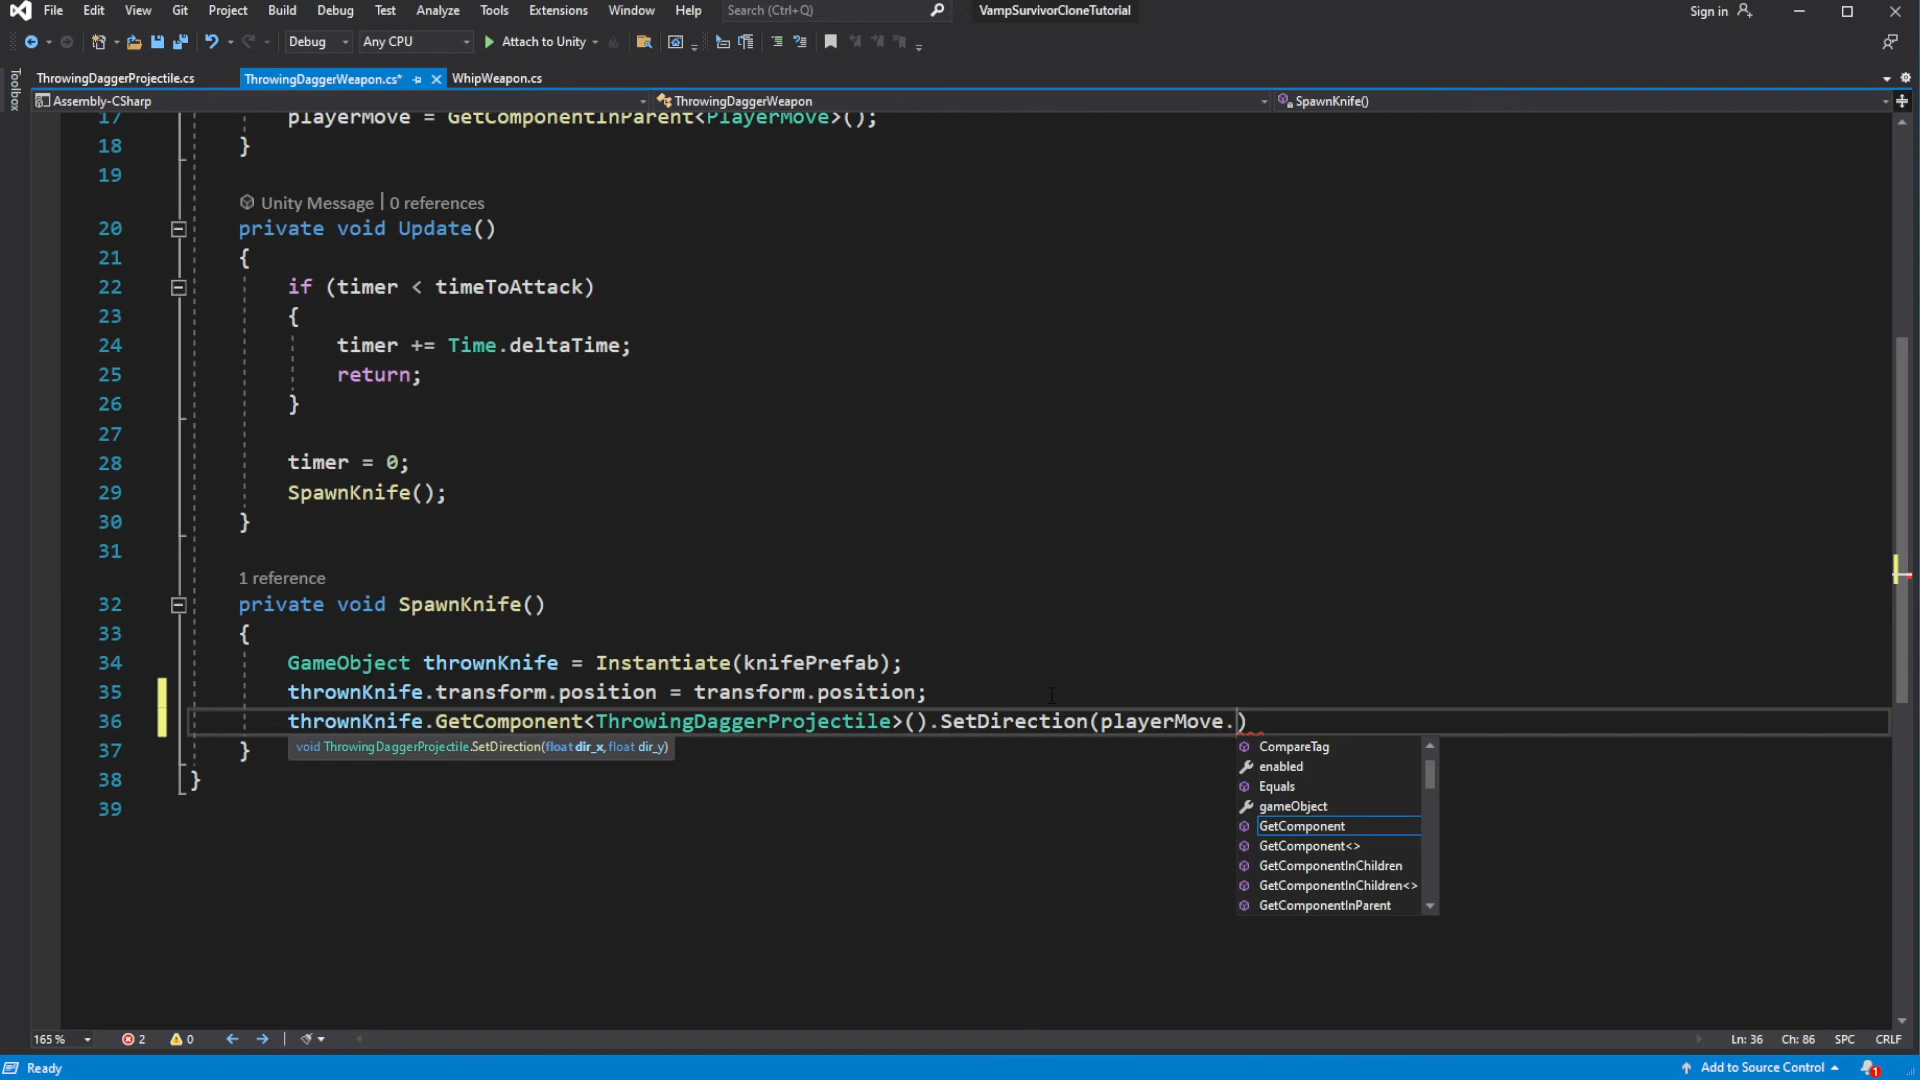 File Edit View Git Project Build Debug Test Analyze Tools Extensions Window Help Search (Ctrl+Q) VampSurvivorCloneTutorial Sign in
Debug Any CPU Attach to Unity
Toolbox
ThrowingDaggerProjectile.cs ThrowingDaggerWeapon.cs* WhipWeapon.cs
Assembly-CSharp ThrowingDaggerWeapon SpawnKnife()
17 playerMove = GetComponentInParent<PlayerMove>();
18 }
19
Unity Message | 0 references
20 private void Update()
21 {
22 if (timer < timeToAttack)
23 {
24 timer += Time.deltaTime;
25 return;
26 }
27
28 timer = 0;
29 SpawnKnife();
30 }
31
1 reference
32 private void SpawnKnife()
33 {
34 GameObject thrownKnife = Instantiate(knifePrefab);
35 thrownKnife.transform.position = transform.position;
36 thrownKnife.GetComponent<ThrowingDaggerProjectile>().SetDirection(playerMove.)
void ThrowingDaggerProjectile.SetDirection(float dir_x, float dir_y)
37 }
38 }
39
CompareTag
enabled
Equals
gameObject
GetComponent
GetComponent<>
GetComponentInChildren
GetComponentInChildren<>
GetComponentInParent
165 % 2 0 Ln: 36 Ch: 86 SPC CRLF
Ready Add to Source Control 1